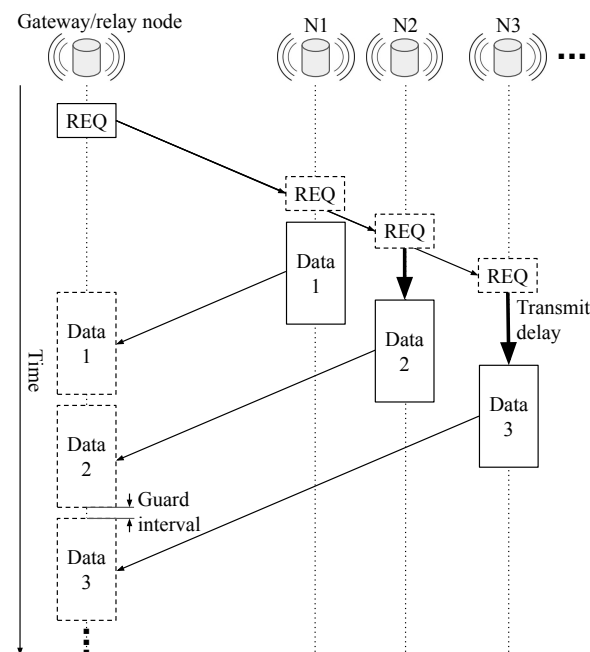 Gateway/relay node
N1
N2
N3
...
REQ
REQ
REQ
REQ
Data
1
Transmit
delay
Data
1
Data
2
Data
3
Time
Data
2
Guard
interval
Data
3